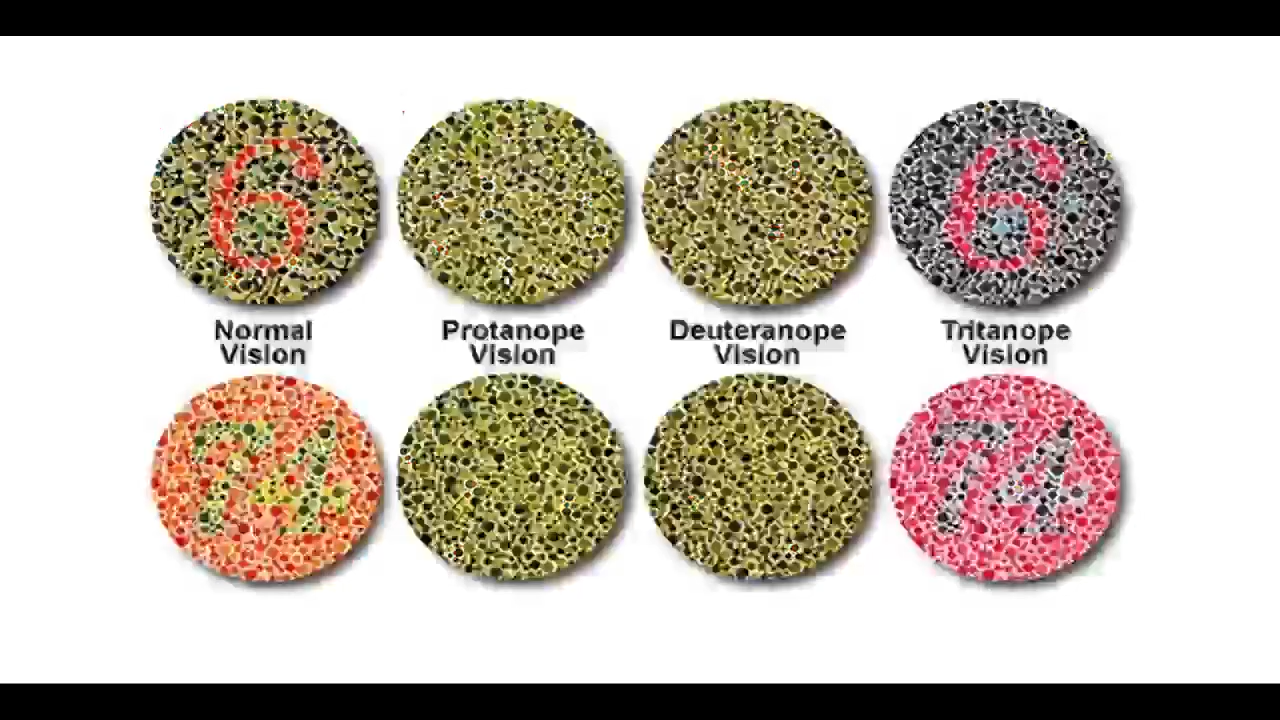 6
6
Normal Vision
Protanope Vision
Deuteranope Vision
Tritanope Vision
74
74